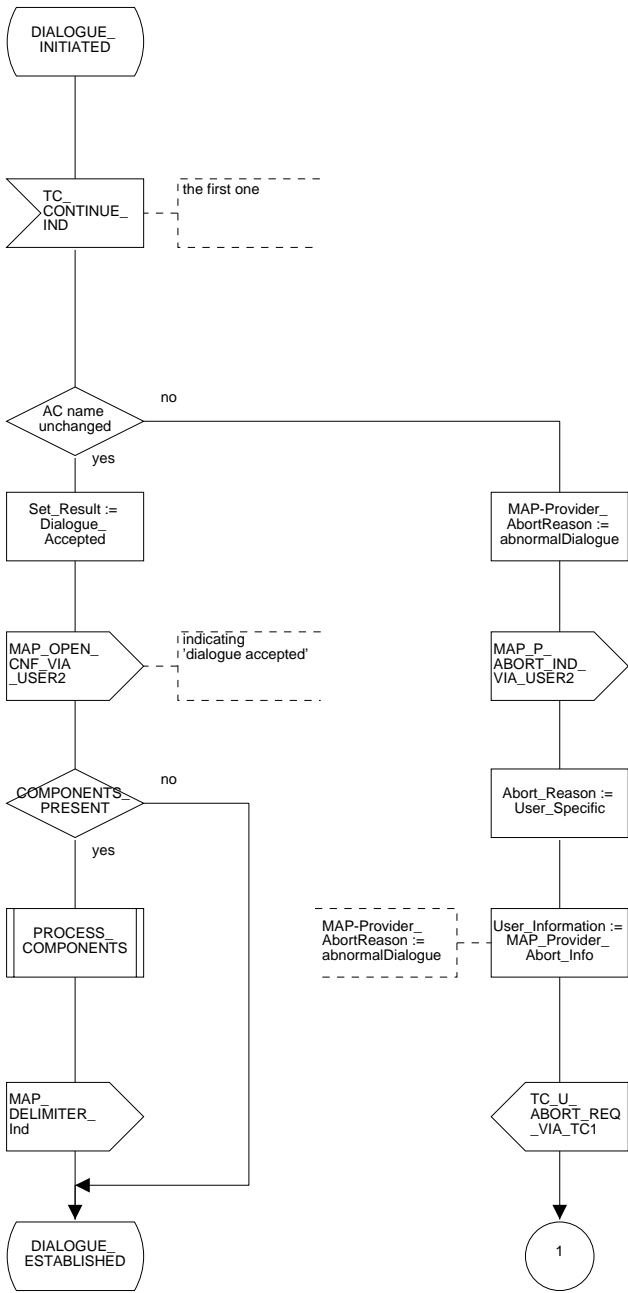 DIALOGUE_
INITIATED
TC_
CONTINUE_
IND
the first one
AC name
unchanged
no
yes
Set_Result :=
Dialogue_
Accepted
MAP-Provider_
AbortReason :=
abnormalDialogue
MAP_OPEN_
CNF_VIA
_USER2
indicating
'dialogue accepted'
MAP_P_
ABORT_IND_
VIA_USER2
COMPONENTS_
PRESENT
no
yes
Abort_Reason :=
User_Specific
PROCESS_
COMPONENTS
MAP-Provider_
AbortReason :=
abnormalDialogue
User_Information :=
MAP_Provider_
Abort_Info
MAP_
DELIMITER_
Ind
TC_U_
ABORT_REQ
_VIA_TC1
DIALOGUE_
ESTABLISHED
1